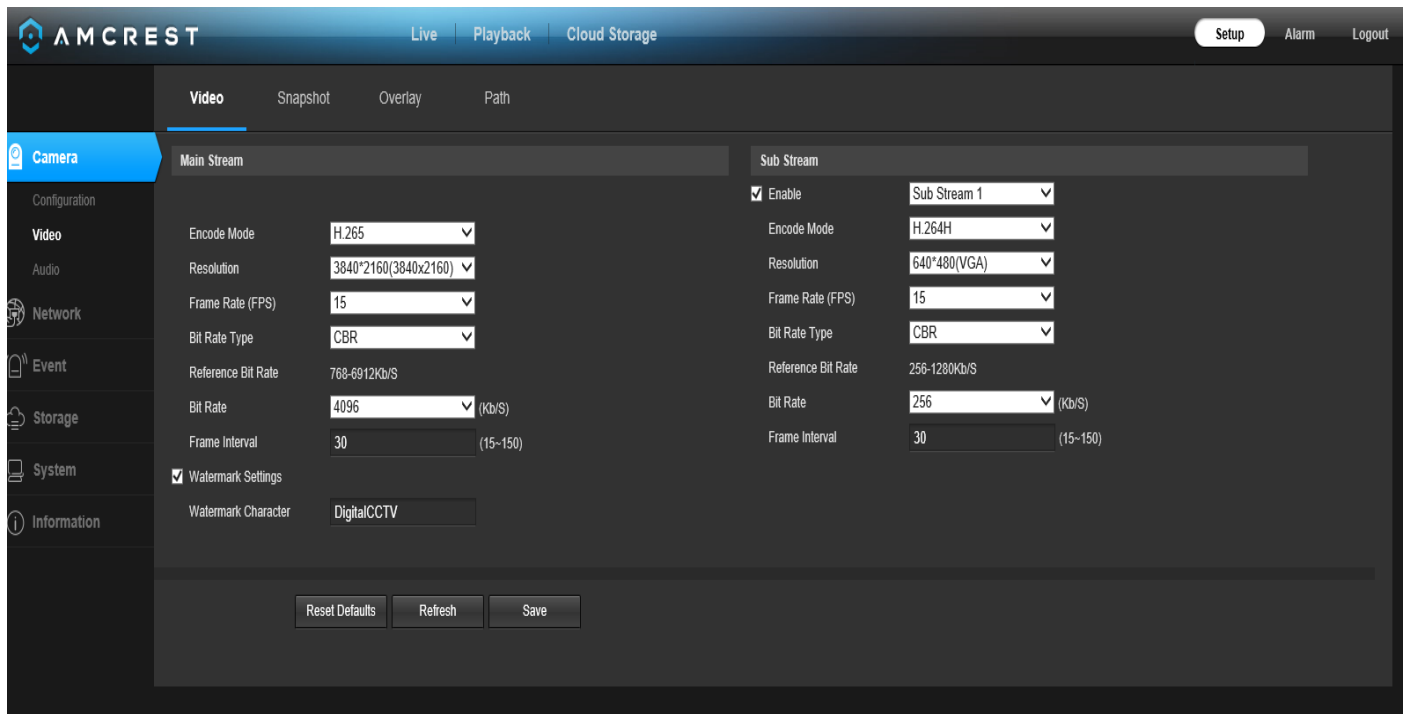 AMCREST Live Playback Cloud Storage Setup Alarm Logout
Video Snapshot Overlay Path
Camera
Configuration
Video
Audio
Network
Event
Storage
System
Information
Main Stream
Encode Mode H.265
Resolution 3840*2160(3840x2160)
Frame Rate (FPS) 15
Bit Rate Type CBR
Reference Bit Rate 768-6912Kb/S
Bit Rate 4096 (Kb/S)
Frame Interval 30 (15~150)
Watermark Settings
Watermark Character DigitalCCTV
Sub Stream
Enable Sub Stream 1
Encode Mode H.264H
Resolution 640*480(VGA)
Frame Rate (FPS) 15
Bit Rate Type CBR
Reference Bit Rate 256-1280Kb/S
Bit Rate 256 (Kb/S)
Frame Interval 30 (15~150)
Reset Defaults Refresh Save